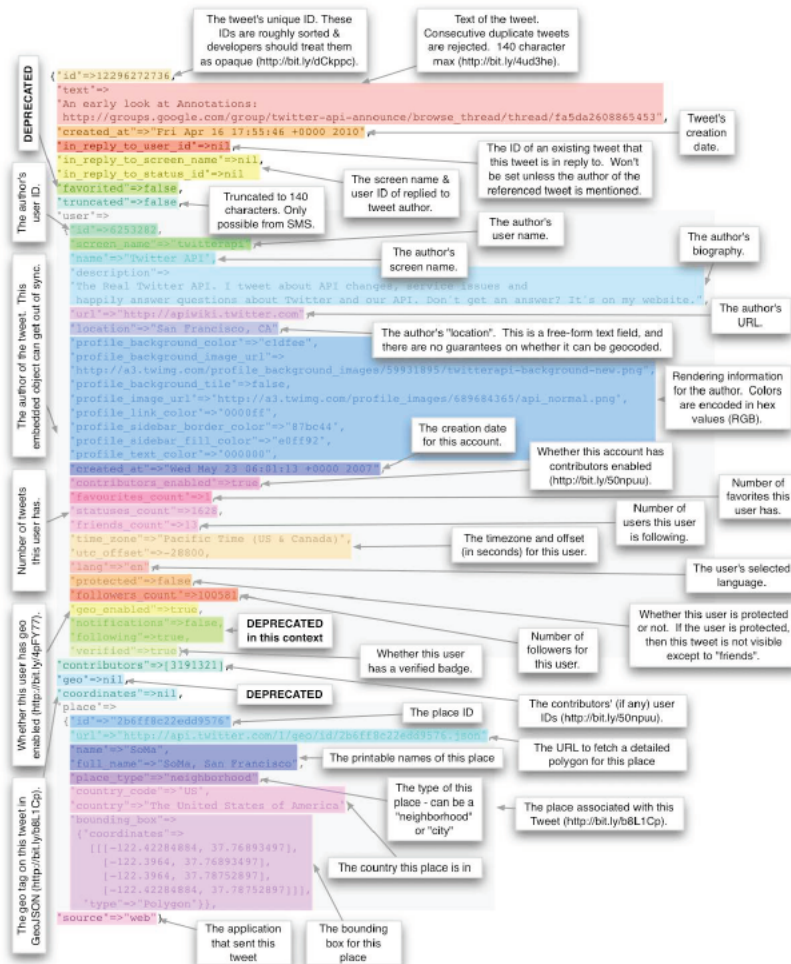 The tweet's unique ID. These
IDs are roughly sorted &
developers should treat them
as opaque (http://bit.ly/dCkppc).
Text of the tweet.
Consecutive duplicate tweets
are rejected. 140 character
max (http://bit.ly/4ud3he).
{"id"=>12296272736,
"text"=>
"An early look at Annotations:
http://groups.google.com/group/twitter-api-announce/browse_thread/thread/fa5da2608865453",
"created_at"=>"Fri Apr 16 17:55:46 +0000 2010",
"in_reply_to_user_id"=>nil,
"in_reply_to_screen_name"=>nil,
"in_reply_to_status_id"=>nil
"favorited"=>false,
"truncated"=>false,
"user"=>
{"id"=>6253282,
"screen_name"=>"twitterapi",
"name"=>"Twitter API",
"description"=>
"The Real Twitter API. I tweet about API changes, service issues and
happily answer questions about Twitter and our API. Don't get an answer? It's on my website.",
"url"=>"http://apiwiki.twitter.com",
"location"=>"San Francisco, CA",
"profile_background_color"=>"c1dfee",
"profile_background_image_url"=>
"http://a3.twimg.com/profile_background_images/59931895/twitterapi-background-new.png",
"profile_background_tile"=>false,
"profile_image_url"=>"http://a3.twimg.com/profile_images/689684365/api_normal.png",
"profile_link_color"=>"0000ff",
"profile_sidebar_border_color"=>"87bc44",
"profile_sidebar_fill_color"=>"e0ff92",
"profile_text_color"=>"000000",
"created_at"=>"Wed May 23 06:01:13 +0000 2007",
"contributors_enabled"=>true,
"favourites_count"=>1,
"statuses_count"=>1628,
"friends_count"=>13,
"time_zone"=>"Pacific Time (US & Canada)",
"utc_offset"=>-28800,
"lang"=>"en",
"protected"=>false,
"followers_count"=>100581,
"geo_enabled"=>true,
"notifications"=>false,
"following"=>true,
"verified"=>true},
"contributors"=>[3191321],
"geo"=>nil,
"coordinates"=>nil,
"place"=>
{"id"=>"2b6ff8c22edd9576",
"url"=>"http://api.twitter.com/1/geo/id/2b6ff8c22edd9576.json",
"name"=>"SoMa",
"full_name"=>"SoMa, San Francisco",
"place_type"=>"neighborhood",
"country_code"=>"US",
"country"=>"The United States of America",
"bounding_box"=>
{"coordinates"=>
[[[-122.42284884, 37.76893497],
[-122.3964, 37.76893497],
[-122.3964, 37.78752897],
[-122.42284884, 37.78752897]]],
"type"=>"Polygon"}},
"source"=>"web"}
DEPRECATED
Tweet's
creation
date.
The ID of an existing tweet that
this tweet is in reply to. Won't
be set unless the author of the
referenced tweet is mentioned.
The screen name &
user ID of replied to
tweet author.
Truncated to 140
characters. Only
possible from SMS.
The author's
user ID.
The author's
user name.
The author's
screen name.
The author's
biography.
The author's
URL.
The author of the tweet. This
embedded object can get out of sync.
The author's "location". This is a free-form text field, and
there are no guarantees on whether it can be geocoded.
Rendering information
for the author. Colors
are encoded in hex
values (RGB).
The creation date
for this account.
Whether this account has
contributors enabled
(http://bit.ly/50npuu).
Number of
favorites this
user has.
Number of tweets
this user has.
Number of
users this user
is following.
The timezone and offset
(in seconds) for this user.
The user's selected
language.
Whether this user is protected
or not. If the user is protected,
then this tweet is not visible
except to "friends".
Number of
followers for
this user.
Whether this user has geo
enabled (http://bit.ly/4pFY77).
DEPRECATED
in this context
Whether this user
has a verified badge.
DEPRECATED
The contributors' (if any) user
IDs (http://bit.ly/50npuu).
The geo tag on this tweet in
GeoJSON (http://bit.ly/b8L1Cp).
The place ID
The URL to fetch a detailed
polygon for this place
The printable names of this place
The type of this
place - can be a
"neighborhood"
or "city"
The place associated with this
Tweet (http://bit.ly/b8L1Cp).
The country this place is in
The application
that sent this
tweet
The bounding
box for this
place